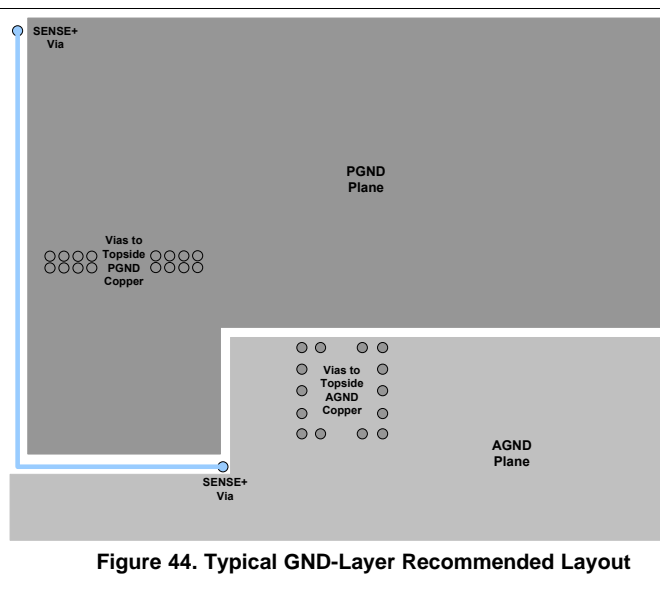 SENSE+
Via
PGND
Plane
Vias to
Topside
PGND
Copper
Vias to
Topside
AGND
Copper
AGND
Plane
SENSE+
Via
Figure 44. Typical GND-Layer Recommended Layout